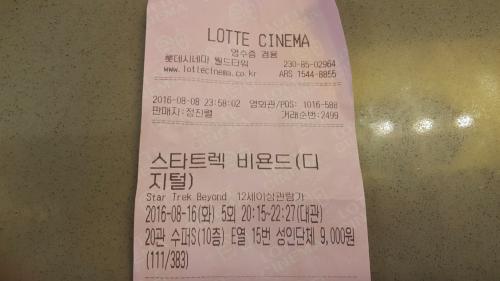 LOTTE CINEMA
영수증 겸용
롯데시네마 월드타워 230-85-02964
www.lottecinema.co.kr ARS 1544-8855
2016-08-08 23:58:02 영화관/POS: 1016-588
판매자:정진렬 거래순번:2499
스타트렉 비욘드(디
지털)
Star Trek Beyond 12세이상관람가
2016-08-16(화) 5회 20:15~22:27(대관)
20관 수퍼S(10층) E열 15번 성인단체 9,000원
(111/383)